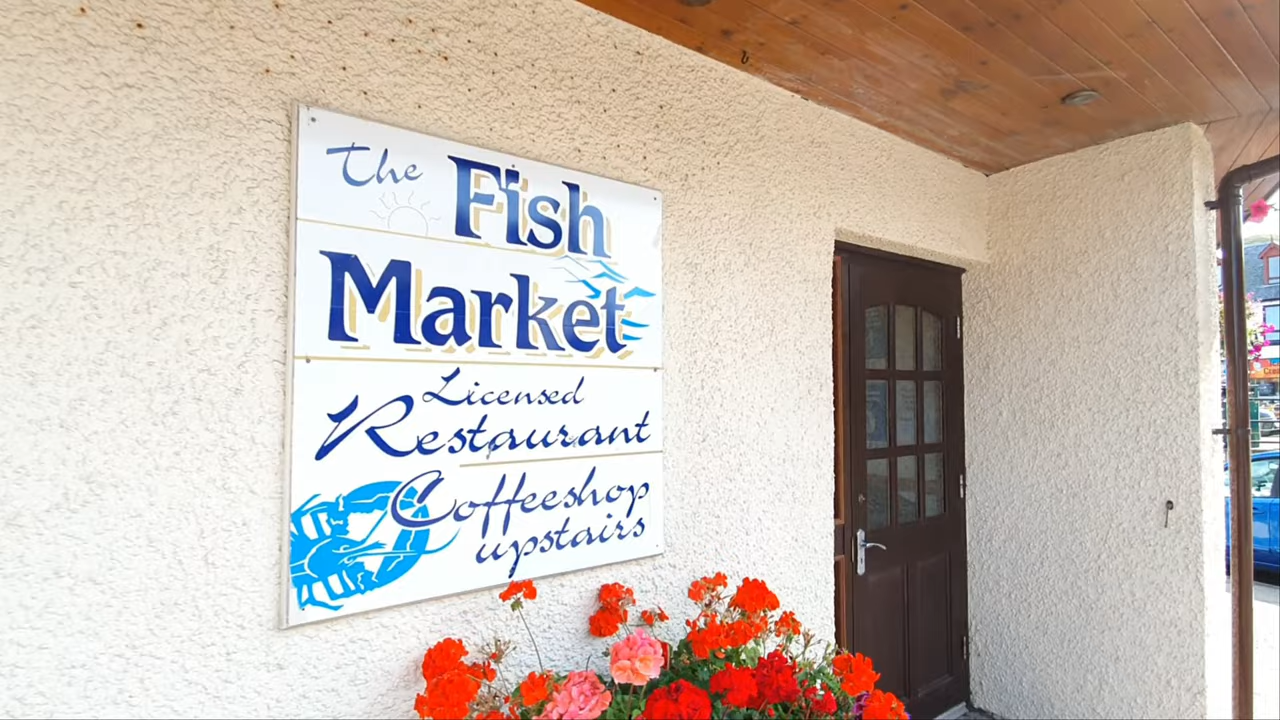 The Fish
Market
Licensed
Restaurant
Coffeeshop
upstairs